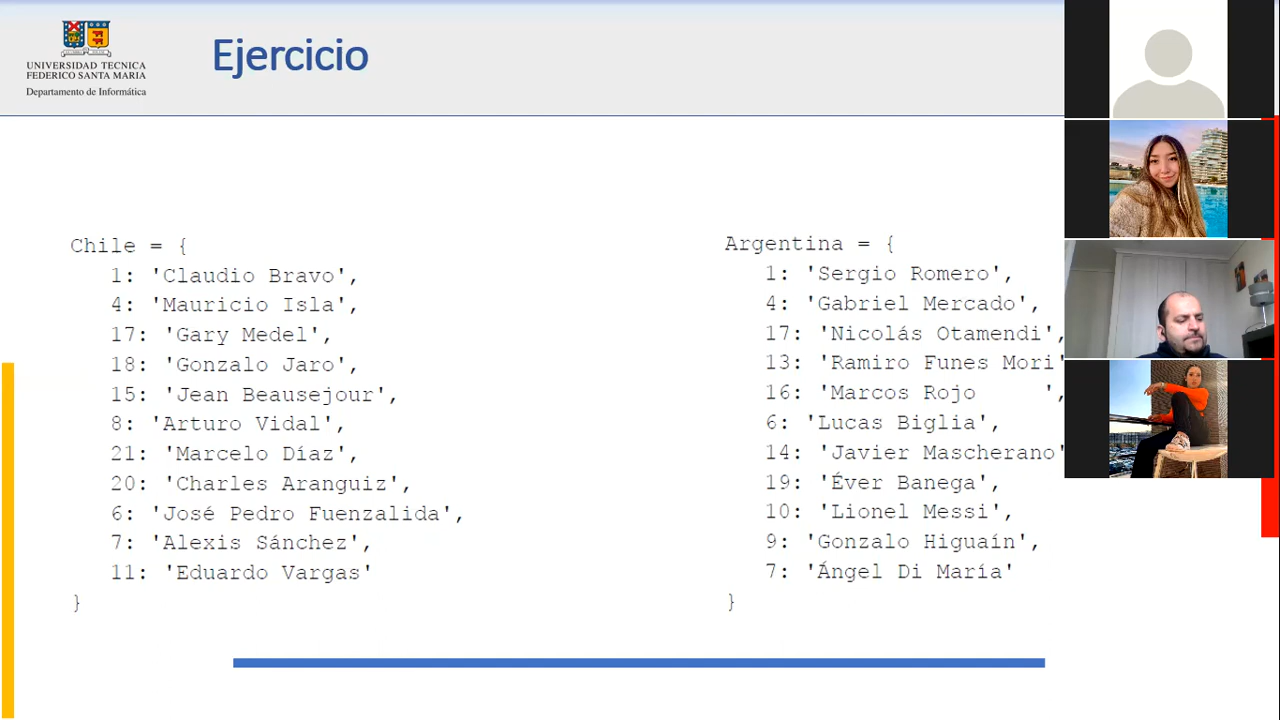 UNIVERSIDAD TECNICA
FEDERICO SANTA MARIA
Departamento de Informática
Ejercicio
Chile = {
1: 'Claudio Bravo',
4: 'Mauricio Isla',
17: 'Gary Medel',
18: 'Gonzalo Jaro',
15: 'Jean Beausejour',
8: 'Arturo Vidal',
21: 'Marcelo Díaz',
20: 'Charles Aranguiz',
6: 'José Pedro Fuenzalida',
7: 'Alexis Sánchez',
11: 'Eduardo Vargas'
}
Argentina = {
1: 'Sergio Romero',
4: 'Gabriel Mercado',
17: 'Nicolás Otamendi',
13: 'Ramiro Funes Mori'
16: 'Marcos Rojo      ',
6: 'Lucas Biglia',
14: 'Javier Mascherano'
19: 'Éver Banega',
10: 'Lionel Messi',
9: 'Gonzalo Higuaín',
7: 'Ángel Di María'
}